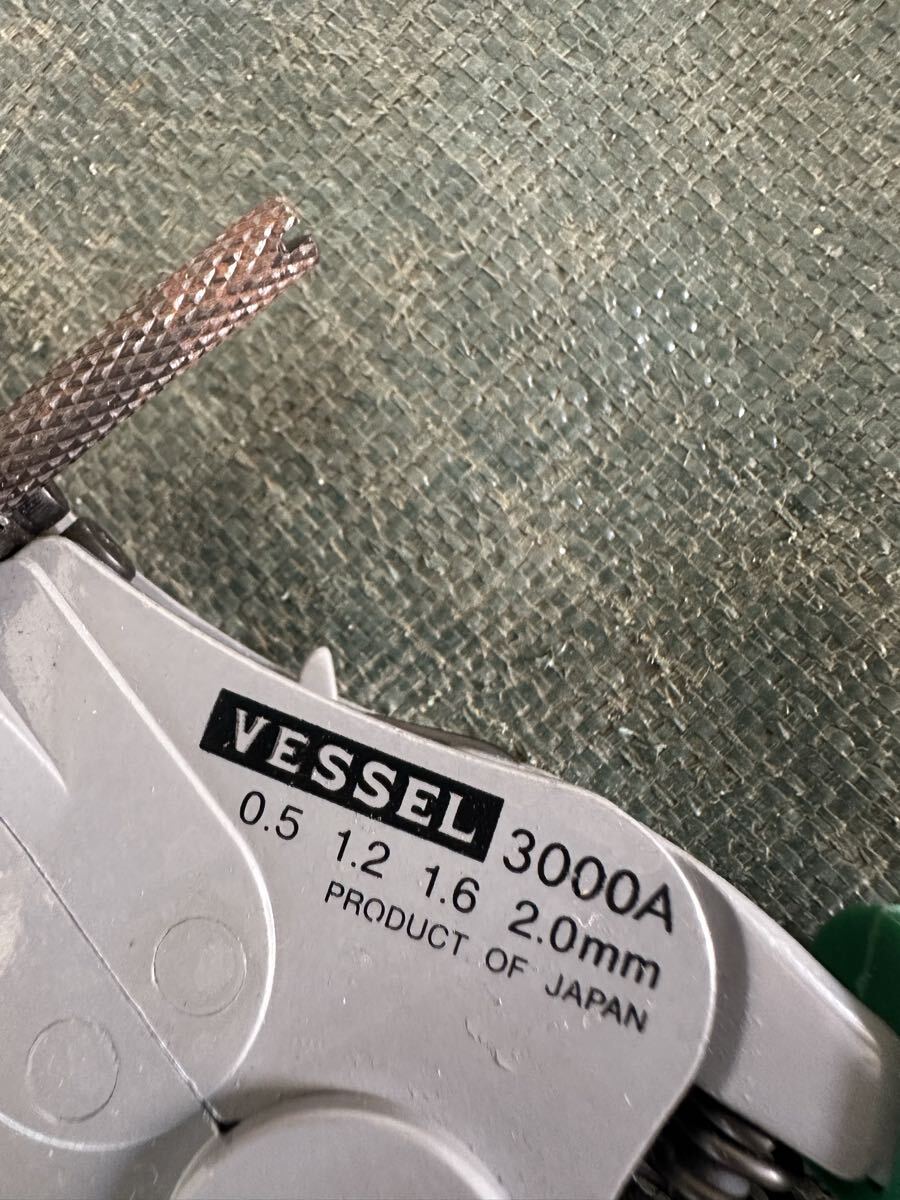 VESSEL 3000A
0.5 1.2 1.6 2.0mm
PRODUCT OF JAPAN